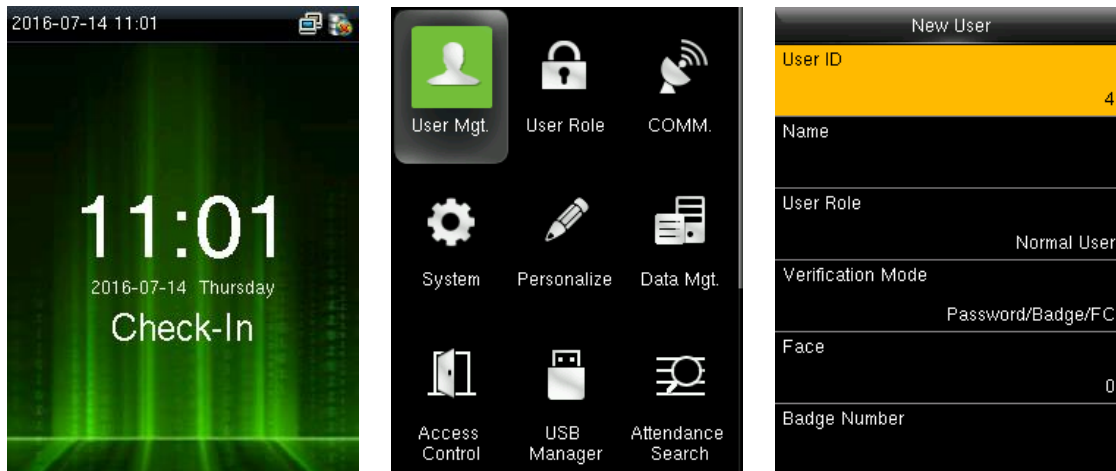 2016-07-14 11:01
11:01
2016-07-14 Thursday
Check-In
User Mgt.
User Role
COMM.
System
Personalize
Data Mgt.
Access
Control
USB
Manager
Attendance
Search
New User
User ID
4
Name
User Role
Normal User
Verification Mode
Password/Badge/FC
Face
0
Badge Number